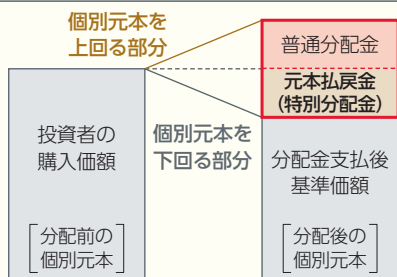 個別元本を
上回る部分
普通分配金
元本払戻金
(特別分配金)
投資者の
購入価額
個別元本を
下回る部分
分配金支払後
基準価額
分配前の
個別元本
分配後の
個別元本